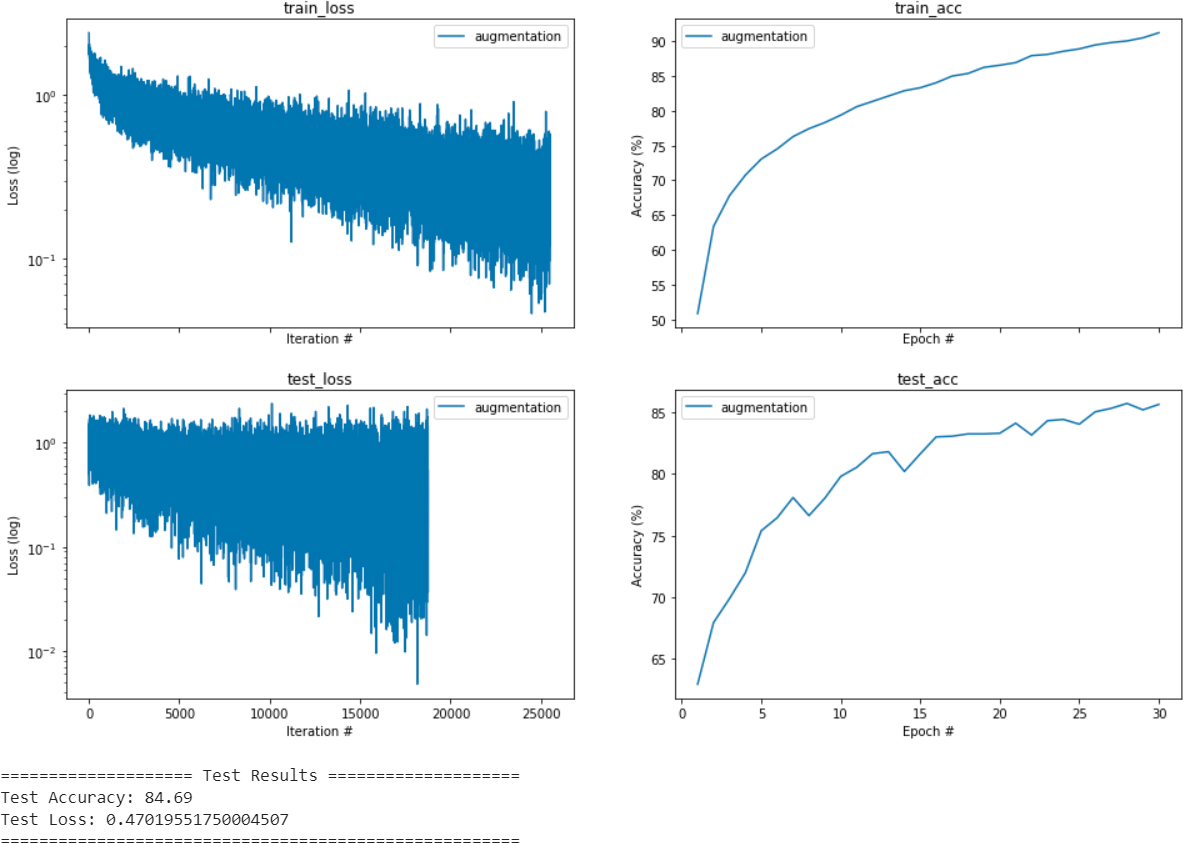 train_loss
train_acc
augmentation
augmentation
10⁰
10⁻¹
Loss (log)
Iteration #
90
85
80
75
70
65
60
55
50
Accuracy (%)
Epoch #
test_loss
test_acc
augmentation
augmentation
10⁰
10⁻¹
10⁻²
Loss (log)
0 5000 10000 15000 20000 25000
Iteration #
85
80
75
70
65
Accuracy (%)
0 5 10 15 20 25 30
Epoch #
==================== Test Results ====================
Test Accuracy: 84.69
Test Loss: 0.47019551750004507
======================================================